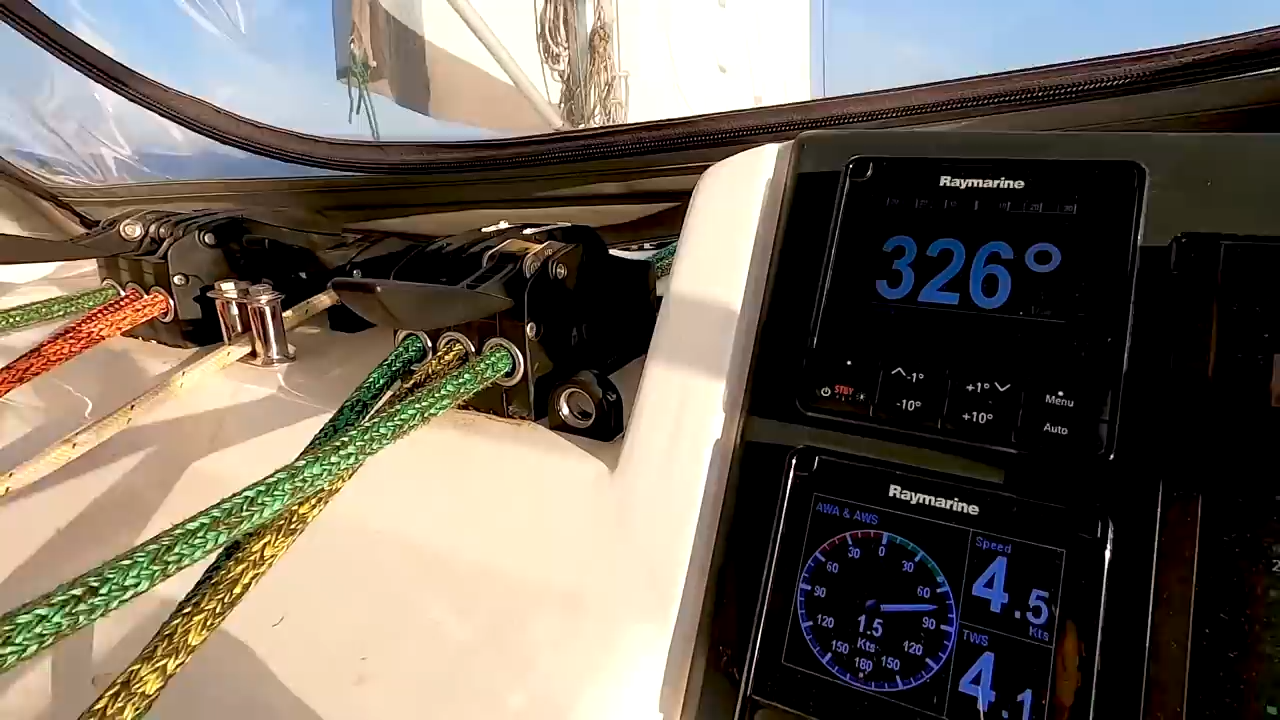 Raymarine
326°
STBY
-1°
-10°
+1°
+10°
Menu
Auto
Raymarine
AWA & AWS
0
30
30
60
60
90
90
120
120
150
150
180
1.5
Kts
Speed
4.5
Kts
TWS
4.1